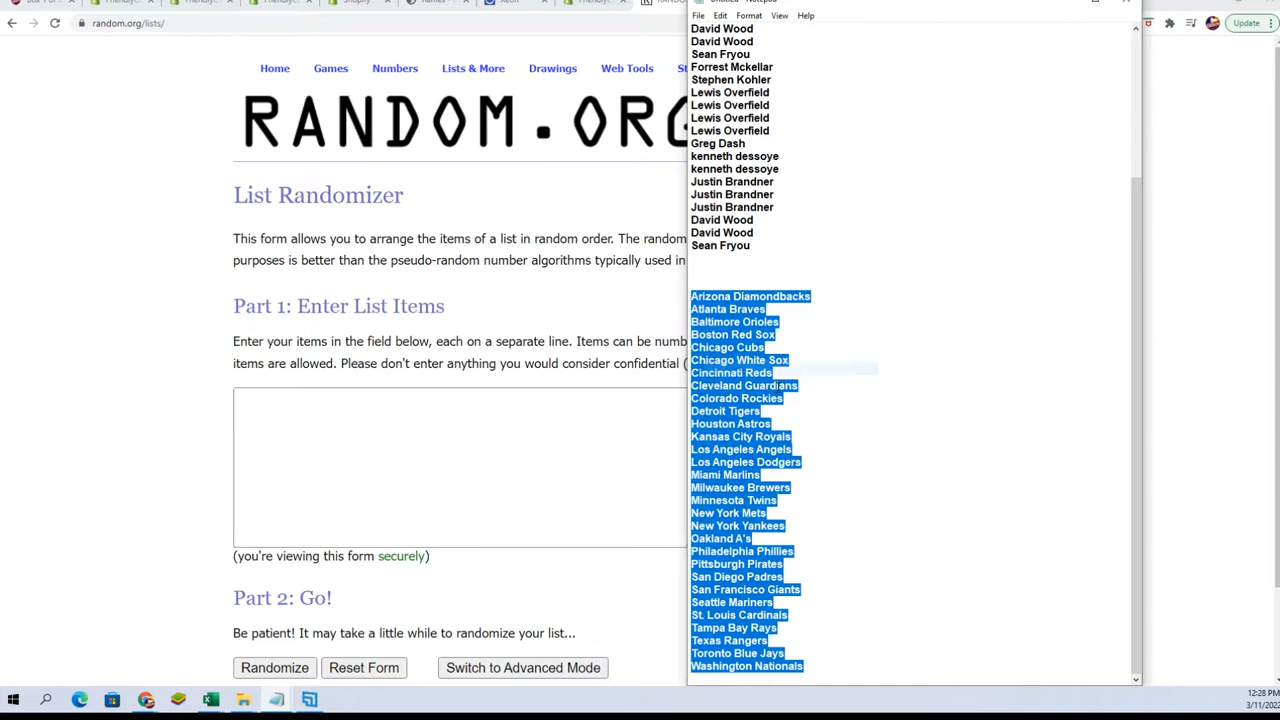 Untitled - Notepad
random.org/lists/
Update
File Edit Format View Help
Home Games Numbers Lists & More Drawings Web Tools
RANDOM.ORG
List Randomizer
This form allows you to arrange the items of a list in random order. The random
purposes is better than the pseudo-random number algorithms typically used in
Part 1: Enter List Items
Enter your items in the field below, each on a separate line. Items can be numb
items are allowed. Please don't enter anything you would consider confidential (
(you're viewing this form securely)
Part 2: Go!
Be patient! It may take a little while to randomize your list...
Randomize Reset Form Switch to Advanced Mode
David Wood
David Wood
Sean Fryou
Forrest Mckellar
Stephen Kohler
Lewis Overfield
Lewis Overfield
Lewis Overfield
Lewis Overfield
Greg Dash
kenneth dessoye
kenneth dessoye
Justin Brandner
Justin Brandner
Justin Brandner
David Wood
David Wood
Sean Fryou
Arizona Diamondbacks
Atlanta Braves
Baltimore Orioles
Boston Red Sox
Chicago Cubs
Chicago White Sox
Cincinnati Reds
Cleveland Guardians
Colorado Rockies
Detroit Tigers
Houston Astros
Kansas City Royals
Los Angeles Angels
Los Angeles Dodgers
Miami Marlins
Milwaukee Brewers
Minnesota Twins
New York Mets
New York Yankees
Oakland A's
Philadelphia Phillies
Pittsburgh Pirates
San Diego Padres
San Francisco Giants
Seattle Mariners
St. Louis Cardinals
Tampa Bay Rays
Texas Rangers
Toronto Blue Jays
Washington Nationals
12:28 PM
3/11/202